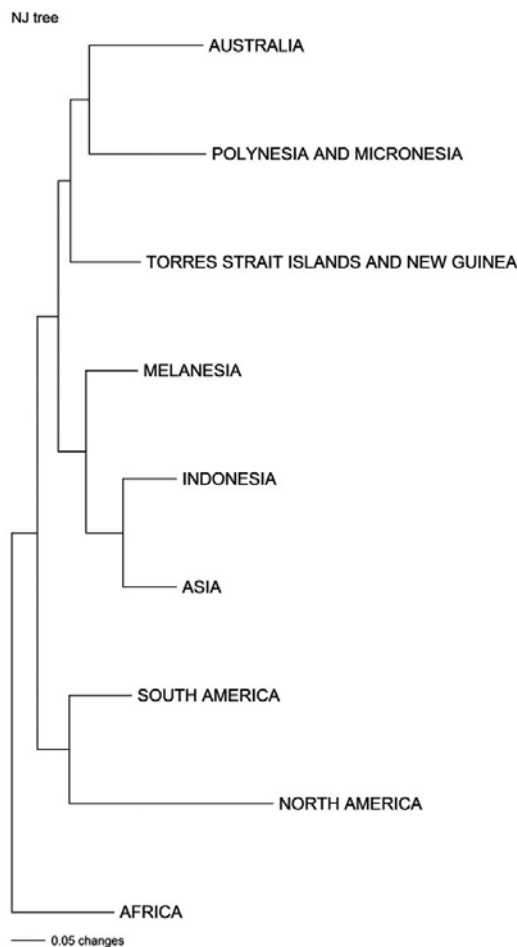 NJ tree
AUSTRALIA
POLYNESIA AND MICRONESIA
TORRES STRAIT ISLANDS AND NEW GUINEA
MELANESIA
INDONESIA
ASIA
SOUTH AMERICA
NORTH AMERICA
AFRICA
0.05 changes